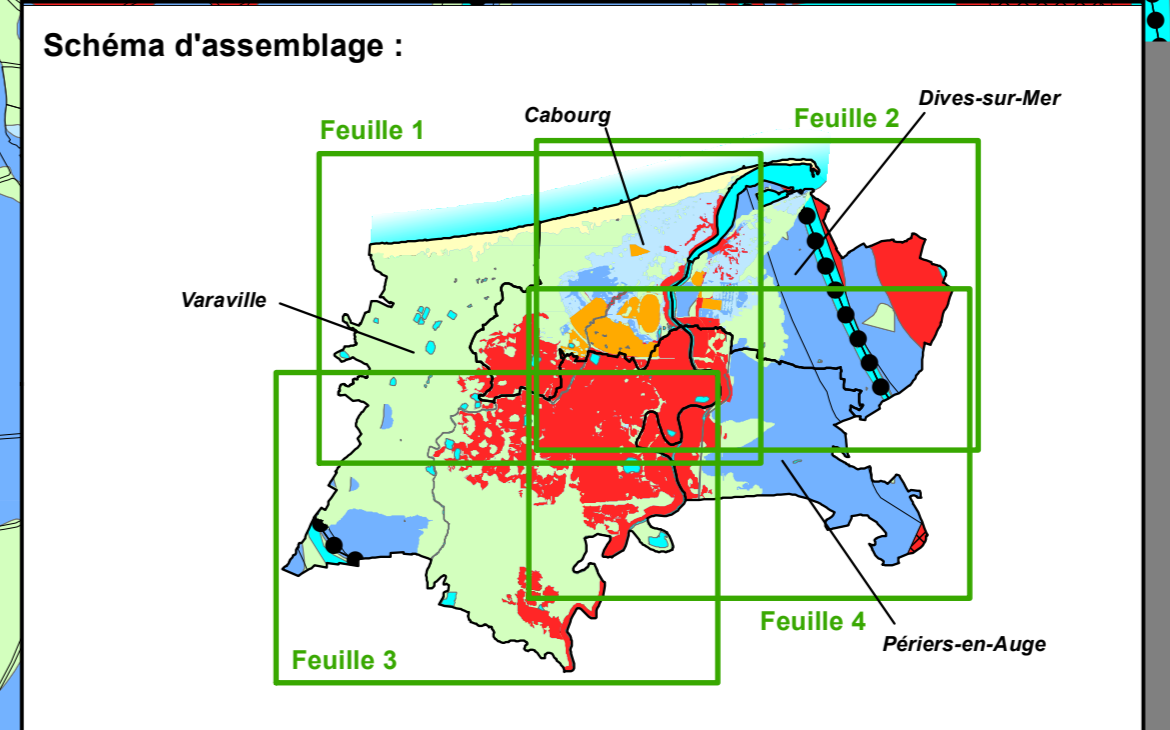 Schéma d'assemblage :
Dives-sur-Mer
Cabourg
Feuille 2
Feuille 1
Varaville
Feuille 4
Périers-en-Auge
Feuille 3